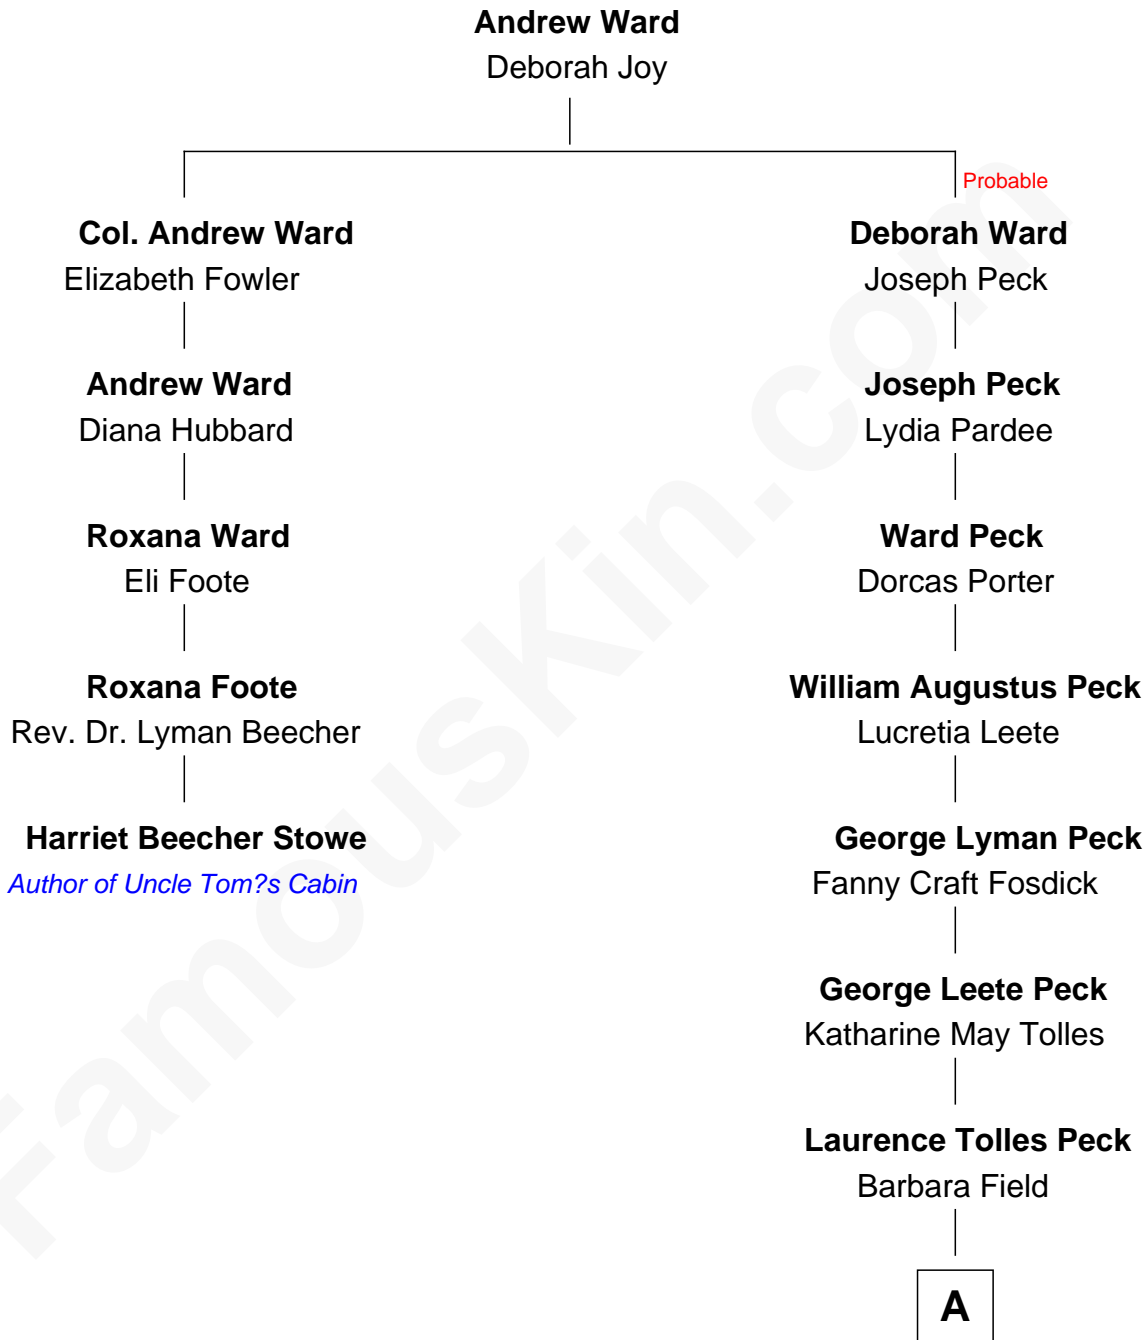 Andrew Ward
Deborah Joy
Probable
Col. Andrew Ward
Elizabeth Fowler
Deborah Ward
Joseph Peck
Andrew Ward
Diana Hubbard
Joseph Peck
Lydia Pardee
Roxana Ward
Eli Foote
Ward Peck
Dorcas Porter
Roxana Foote
Rev. Dr. Lyman Beecher
William Augustus Peck
Lucretia Leete
Harriet Beecher Stowe
Author of Uncle Tom?s Cabin
George Lyman Peck
Fanny Craft Fosdick
George Leete Peck
Katharine May Tolles
Laurence Tolles Peck
Barbara Field
A
FamousKin.com